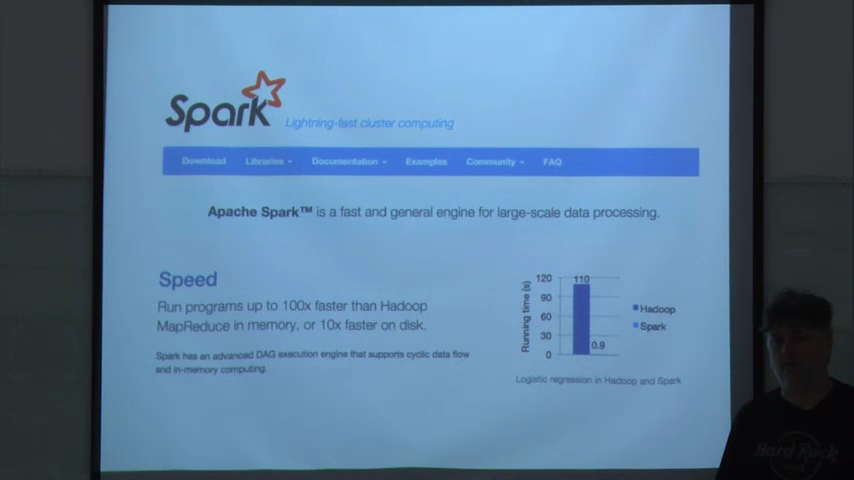 Spark
Lightning-fast cluster computing
Download Libraries Documentation Examples Community FAQ
Apache Spark™ is a fast and general engine for large-scale data processing.
Speed
Run programs up to 100x faster than Hadoop
MapReduce in memory, or 10x faster on disk.
Spark has an advanced DAG execution engine that supports cyclic data flow
and in-memory computing.
Running time (s)
120
90
60
30
0
110
0.9
Hadoop
Spark
Logistic regression in Hadoop and Spark
Hard Rock